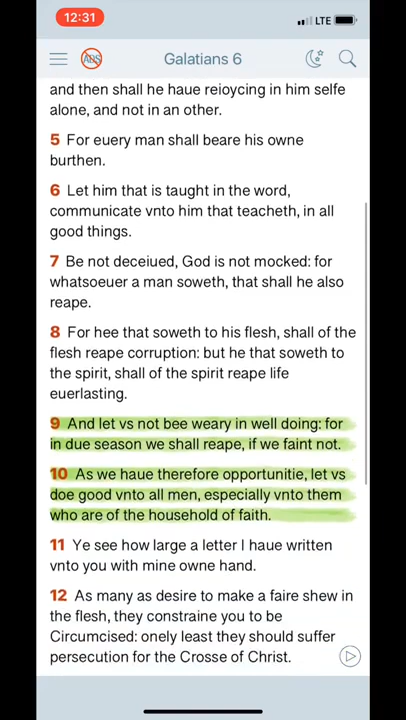 12:31
LTE
ADS
Galatians 6
and then shall he haue reioycing in him selfe
alone, and not in an other.
5 For euery man shall beare his owne
burthen.
6 Let him that is taught in the word,
communicate vnto him that teacheth, in all
good things.
7 Be not deceiued, God is not mocked: for
whatsoeuer a man soweth, that shall he also
reape.
8 For hee that soweth to his flesh, shall of the
flesh reape corruption: but he that soweth to
the spirit, shall of the spirit reape life
euerlasting.
9 And let vs not bee weary in well doing: for
in due season we shall reape, if we faint not.
10 As we haue therefore opportunitie, let vs
doe good vnto all men, especially vnto them
who are of the household of faith.
11 Ye see how large a letter I haue written
vnto you with mine owne hand.
12 As many as desire to make a faire shew in
the flesh, they constraine you to be
Circumcised: onely least they should suffer
persecution for the Crosse of Christ.